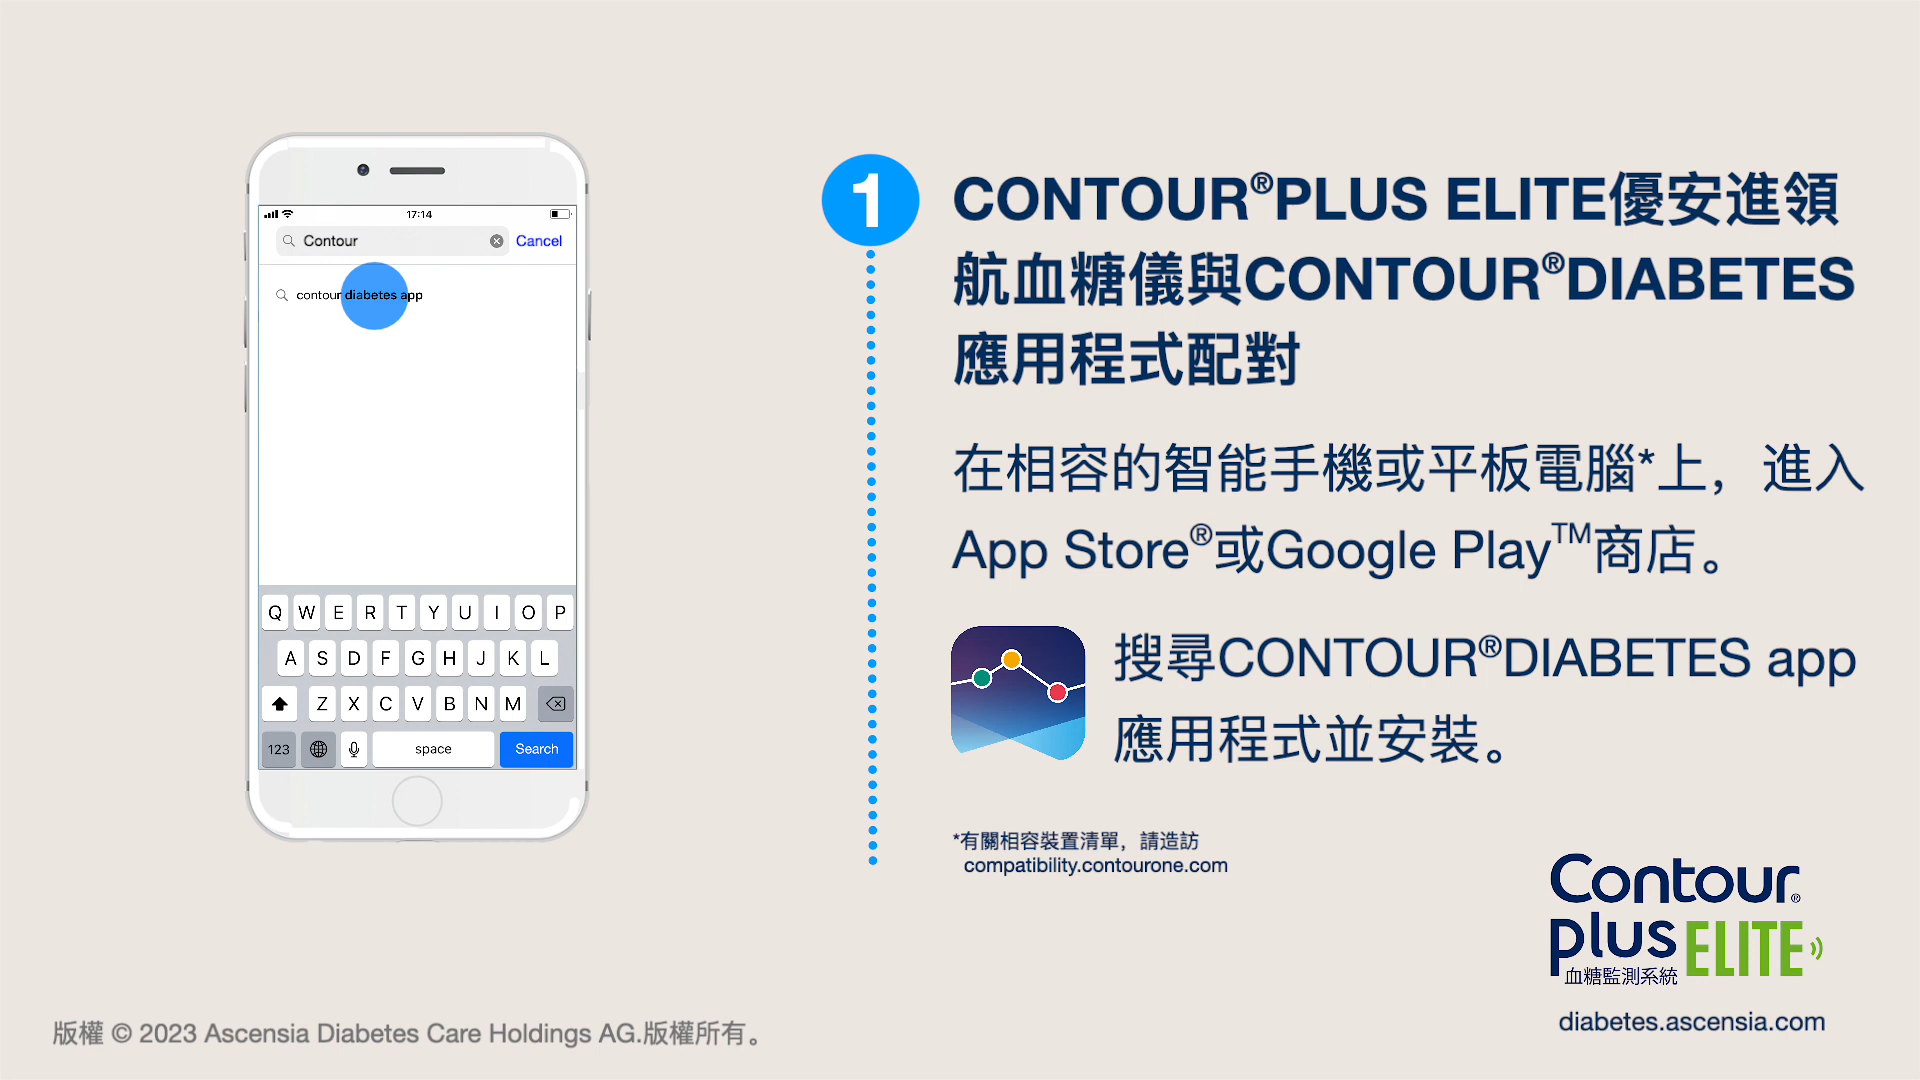 17:14
Contour
Cancel
contour diabetes app
Q W E R T Y U I O P
A S D F G H J K L
Z X C V B N M
123
space
Search
1
CONTOUR®PLUS ELITE優安進領
航血糖儀與CONTOUR®DIABETES
應用程式配對
在相容的智能手機或平板電腦*上，進入
App Store®或Google Play™商店。
搜尋CONTOUR®DIABETES app
應用程式並安裝。
*有關相容裝置清單，請造訪
compatibility.contourone.com
Contour®
plus ELITE
血糖監測系統
diabetes.ascensia.com
版權 © 2023 Ascensia Diabetes Care Holdings AG.版權所有。